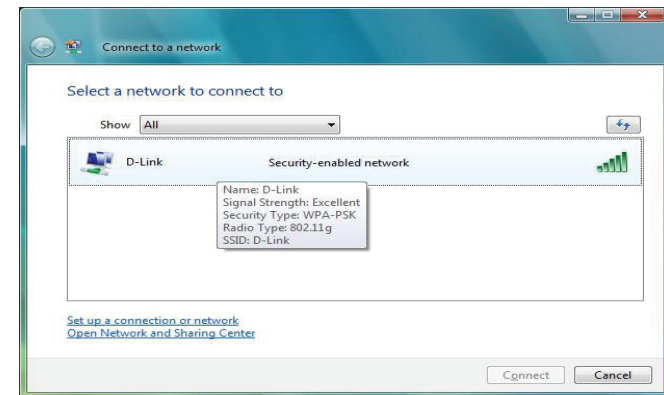 Connect to a network
Select a network to connect to
Show All
D-Link Security-enabled network
Name: D-Link
Signal Strength: Excellent
Security Type: WPA-PSK
Radio Type: 802.11g
SSID: D-Link
Set up a connection or network
Open Network and Sharing Center
Connect Cancel